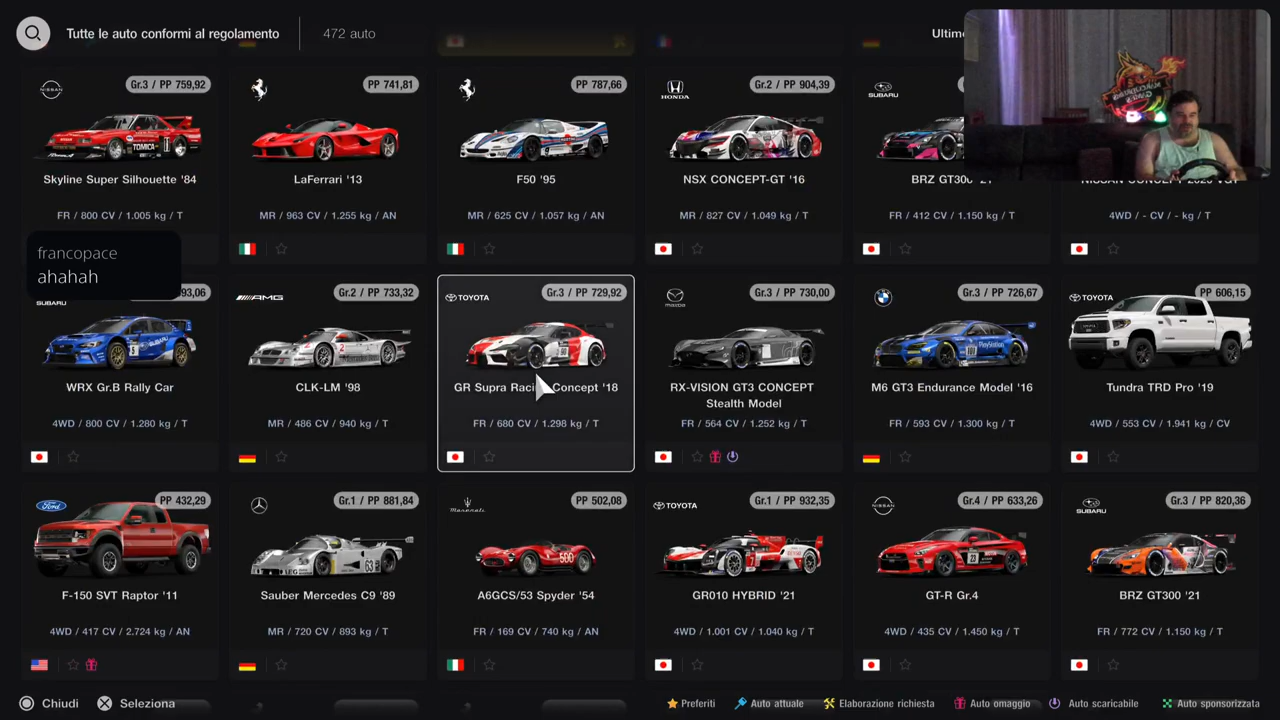 Tutte le auto conformi al regolamento
472 auto
Gr.3 / PP 759,92
Skyline Super Silhouette '84
FR / 800 CV / 1.005 kg / T
PP 741,81
LaFerrari '13
MR / 963 CV / 1.255 kg / AN
PP 787,66
F50 '95
MR / 625 CV / 1.057 kg / AN
HONDA
Gr.2 / PP 904,39
NSX CONCEPT-GT '16
MR / 827 CV / 1.049 kg / T
SUBARU
BRZ GT300 '21
FR / 412 CV / 1.150 kg / T
4WD / - CV / - kg / T
francopace
ahahah
SUBARU
93,06
WRX Gr.B Rally Car
4WD / 800 CV / 1.280 kg / T
AMG
Gr.2 / PP 733,32
CLK-LM '98
MR / 486 CV / 940 kg / T
TOYOTA
Gr.3 / PP 729,92
GR Supra Racing Concept '18
FR / 680 CV / 1.298 kg / T
Gr.3 / PP 730,00
RX-VISION GT3 CONCEPT
Stealth Model
FR / 564 CV / 1.252 kg / T
Gr.3 / PP 726,67
M6 GT3 Endurance Model '16
FR / 593 CV / 1.300 kg / T
TOYOTA
PP 606,15
Tundra TRD Pro '19
4WD / 553 CV / 1.941 kg / CV
Ford
PP 432,29
F-150 SVT Raptor '11
4WD / 417 CV / 2.724 kg / AN
Gr.1 / PP 881,84
Sauber Mercedes C9 '89
MR / 720 CV / 893 kg / T
Maserati
PP 502,08
A6GCS/53 Spyder '54
FR / 169 CV / 740 kg / AN
TOYOTA
Gr.1 / PP 932,35
GR010 HYBRID '21
4WD / 1.001 CV / 1.040 kg / T
Gr.4 / PP 633,26
GT-R Gr.4
4WD / 435 CV / 1.450 kg / T
SUBARU
Gr.3 / PP 820,36
BRZ GT300 '21
FR / 772 CV / 1.150 kg / T
Chiudi
Seleziona
Preferiti
Auto attuale
Elaborazione richiesta
Auto omaggio
Auto scaricabile
Auto sponsorizzata